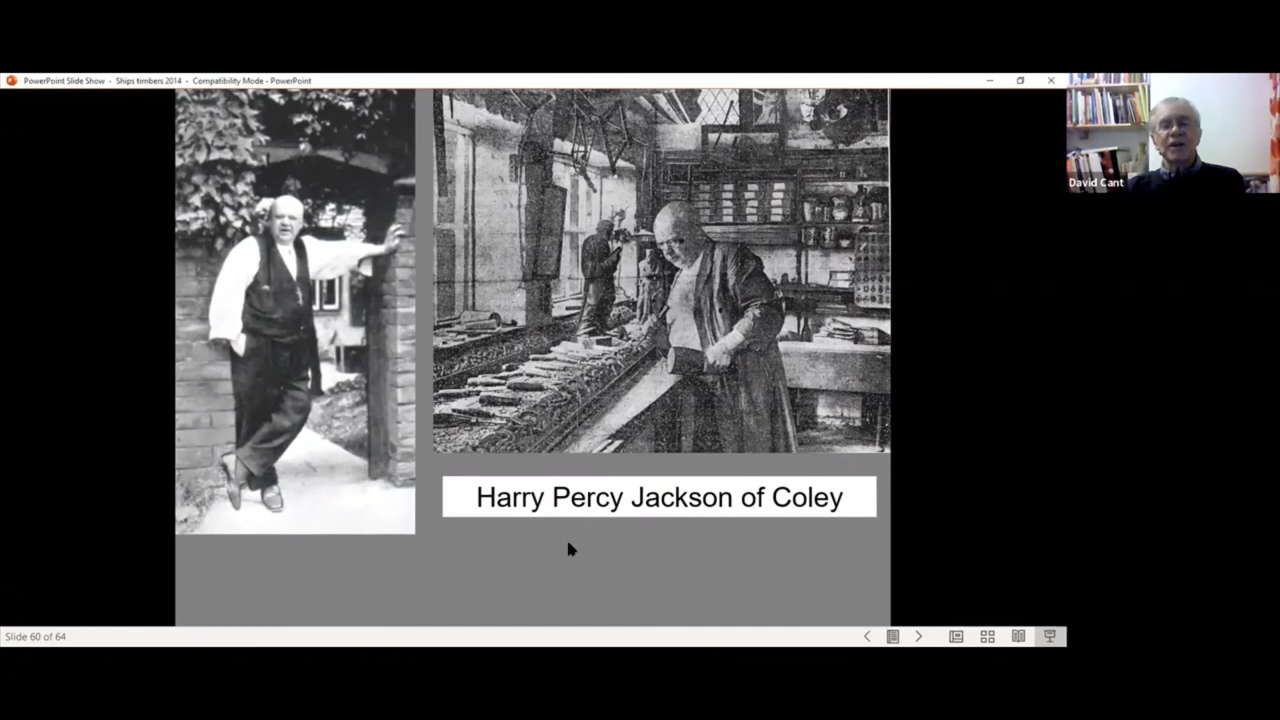 PowerPoint Slide Show - Ships timbers 2014 - Compatibility Mode - PowerPoint
David Cant
Harry Percy Jackson of Coley
Slide 60 of 64